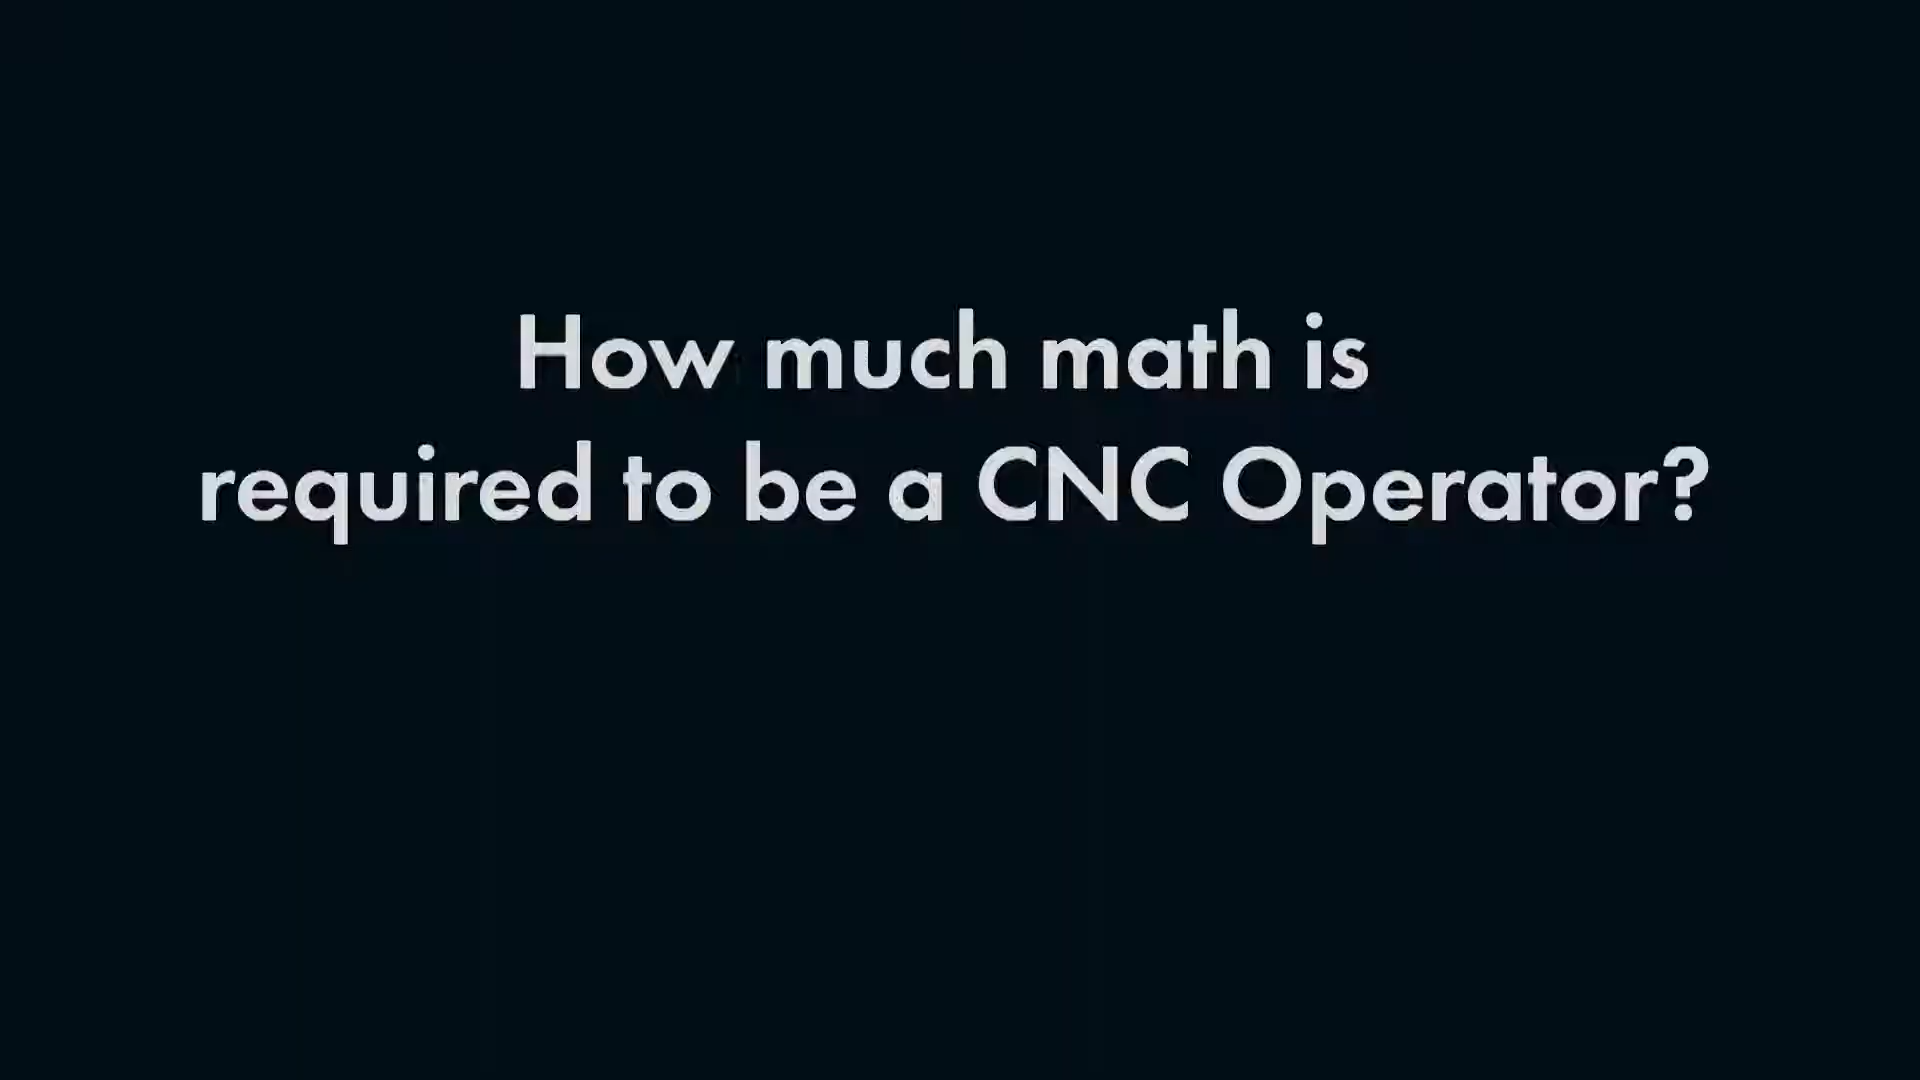 How much math is
required to be a CNC Operator?